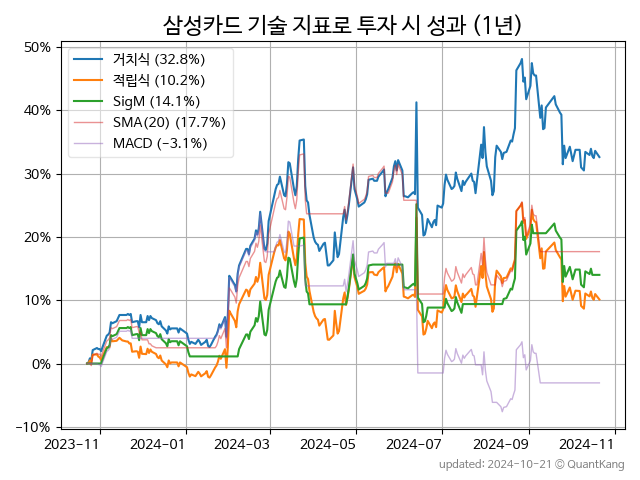 삼성카드 기술 지표로 투자 시 성과 (1년)
거치식 (32.8%)
적립식 (10.2%)
SigM (14.1%)
SMA(20) (17.7%)
MACD (−3.1%)
50%
40%
30%
20%
10%
0%
−10%
2023-11
2024-01
2024-03
2024-05
2024-07
2024-09
2024-11
updated: 2024-10-21 © QuantKang